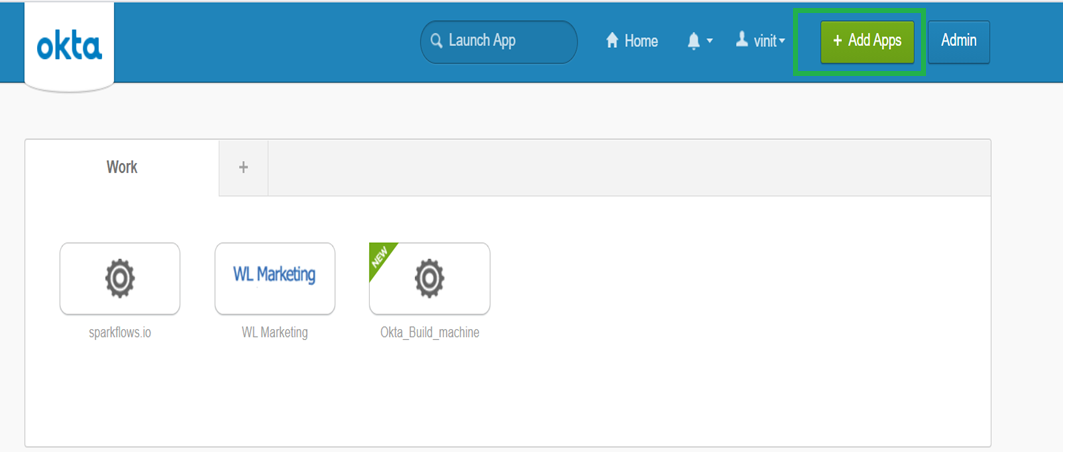 okta
Launch App
Home
vinit
+ Add Apps
Admin
Work
+
NEW
WL Marketing
sparkflows.io
WL Marketing
Okta_Build_machine